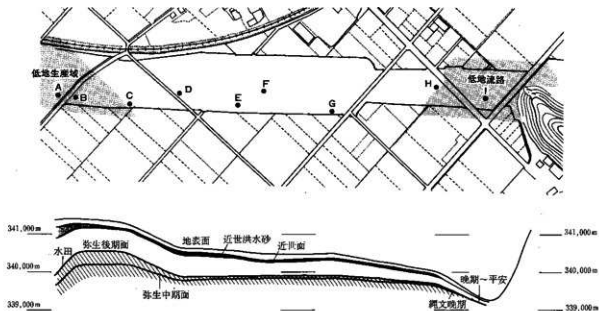 低地生産域
A
B
C
D
E
F
G
H
低地流路
I
341,000m
340,000m
339,000m
水田
弥生後期面
弥生中期面
地表面
近世洪水砂
近世面
縄文晩期
晩期~平安
341,000m
340,000m
339,000m